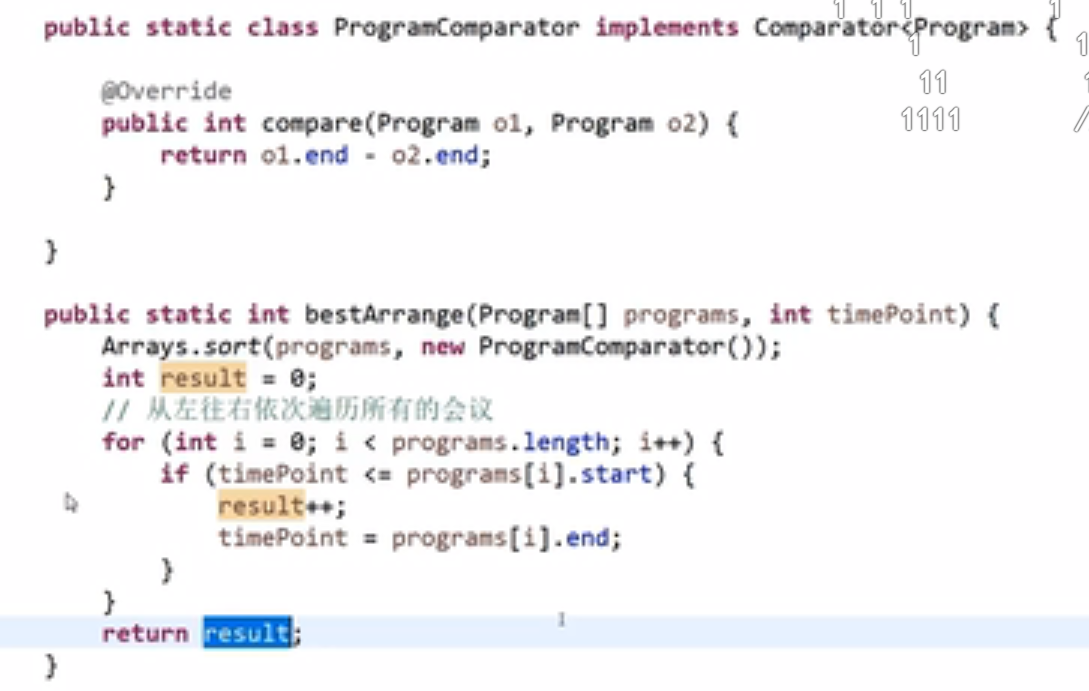 public static class ProgramComparator implements Comparator<Program> {
@Override
public int compare(Program o1, Program o2) {
return o1.end - o2.end;
}
}
public static int bestArrange(Program[] programs, int timePoint) {
Arrays.sort(programs, new ProgramComparator());
int result = 0;
// 从左往右依次遍历所有的会议
for (int i = 0; i < programs.length; i++) {
if (timePoint <= programs[i].start) {
result++;
timePoint = programs[i].end;
}
}
return result;
}
1 1 1 1
1 1
11 1
1111 /